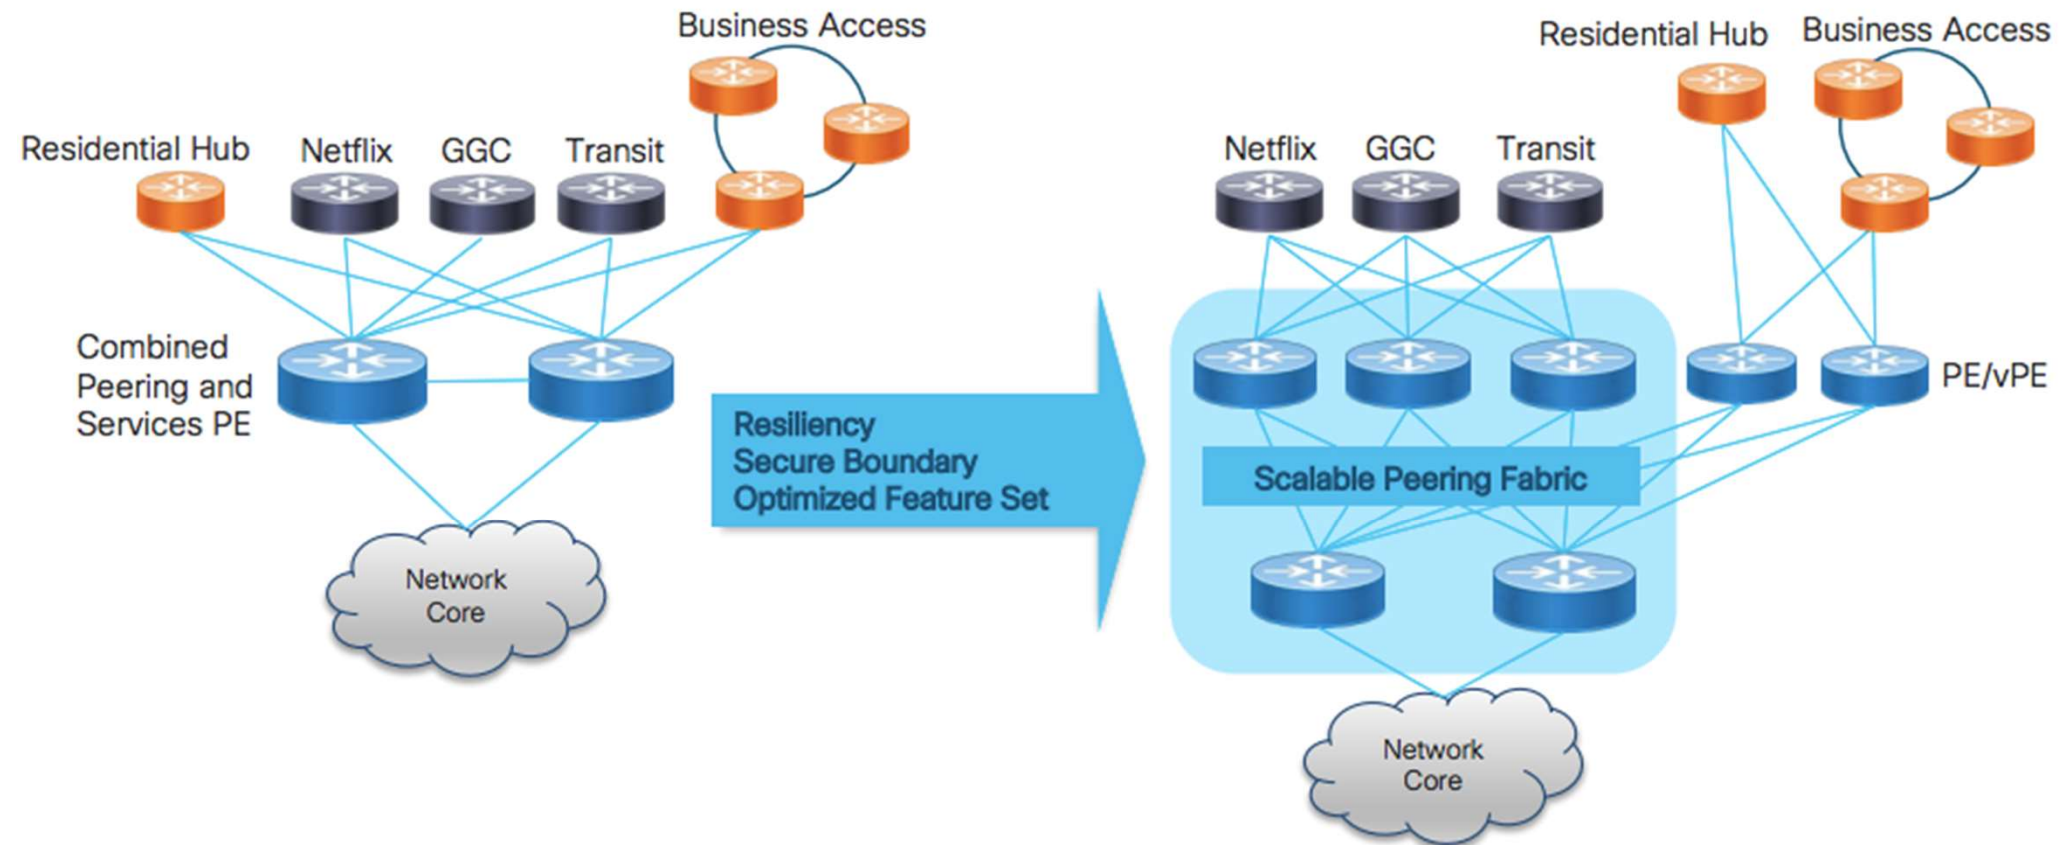 Business Access
Residential Hub
Netflix
GGC
Transit
Combined
Peering and
Services PE
Network
Core
Resiliency
Secure Boundary
Optimized Feature Set
Residential Hub
Business Access
Netflix
GGC
Transit
PE/vPE
Scalable Peering Fabric
Network
Core